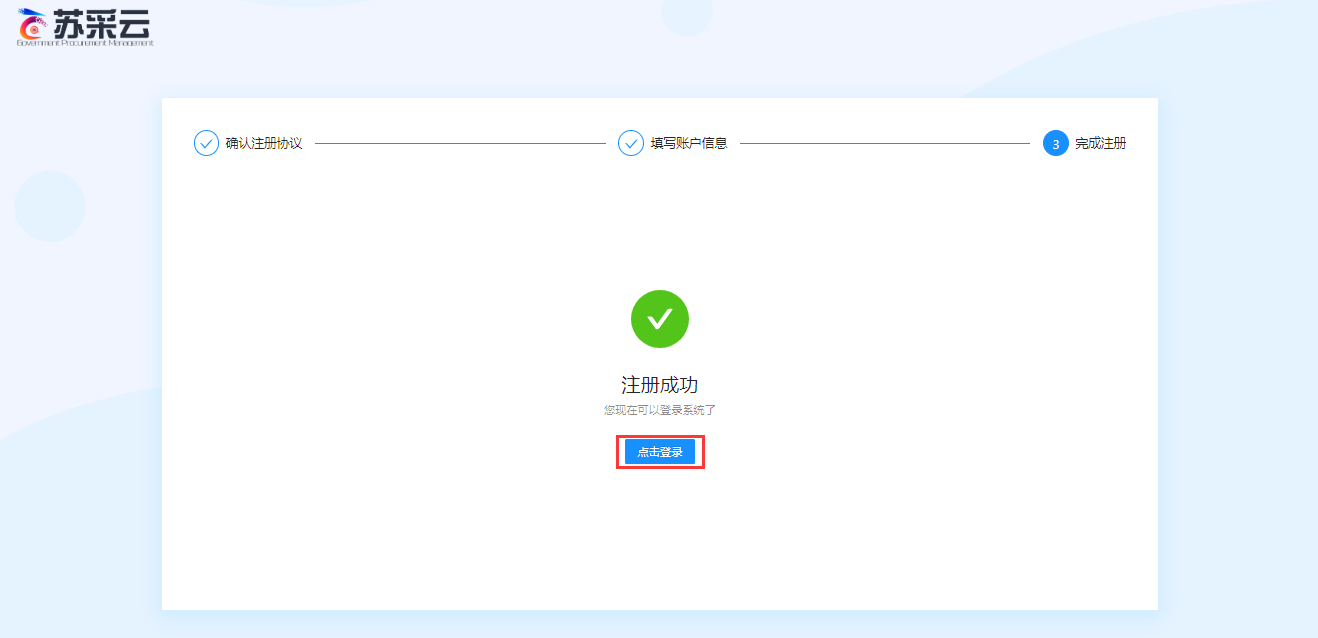 苏采云
Government Procurement Management
确认注册协议
填写账户信息
3 完成注册
注册成功
您现在可以登录系统了
点击登录